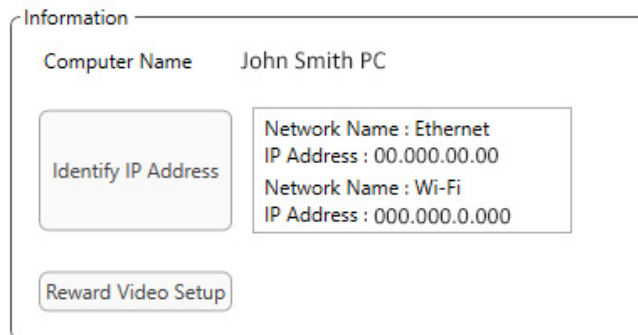 Information
Computer Name John Smith PC
Identify IP Address
Network Name : Ethernet
IP Address : 00.000.00.00
Network Name : Wi-Fi
IP Address : 000.000.0.000
Reward Video Setup